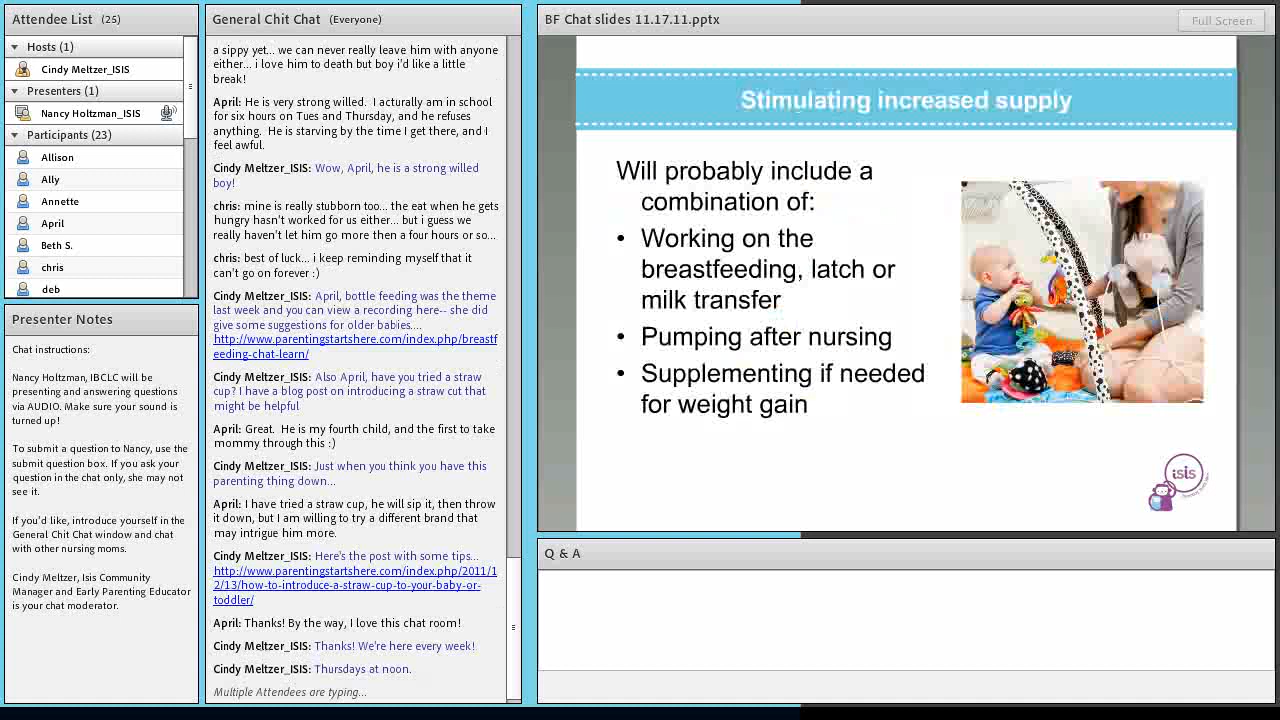 Attendee List (25)
Hosts (1)
Cindy Meltzer_ISIS
Presenters (1)
Nancy Holtzman_ISIS
Participants (23)
Allison
Ally
Annette
April
Beth S.
chris
deb
Presenter Notes
Chat instructions:
Nancy Holtzman, IBCLC will be
presenting and answering questions
via AUDIO. Make sure your sound is
turned up!
To submit a question to Nancy, use the
submit question box. If you ask your
question in the chat only, she may not
see it.
If you'd like, introduce yourself in the
General Chit Chat window and chat
with other nursing moms.
Cindy Meltzer, Isis Community
Manager and Early Parenting Educator
is your chat moderator.
General Chit Chat (Everyone)
a sippy yet... we can never really leave him with anyone
either... i love him to death but boy i'd like a little
break!
April: He is very strong willed. I acturally am in school
for six hours on Tues and Thursday, and he refuses
anything. He is starving by the time I get there, and I
feel awful.
Cindy Meltzer_ISIS: Wow, April, he is a strong willed
boy!
chris: mine is really stubborn too... the eat when he gets
hungry hasn't worked for us either... but i guess we
really haven't let him go more then a four hours or so...
chris: best of luck... i keep reminding myself that it
can't go on forever :)
Cindy Meltzer_ISIS: April, bottle feeding was the theme
last week and you can view a recording here-- she did
give some suggestions for older babies....
http://www.parentingstartshere.com/index.php/breastf
eeding-chat-learn/
Cindy Meltzer_ISIS: Also April, have you tried a straw
cup? I have a blog post on introducing a straw cut that
might be helpful
April: Great. He is my fourth child, and the first to take
mommy through this :)
Cindy Meltzer_ISIS: Just when you think you have this
parenting thing down...
April: I have tried a straw cup, he will sip it, then throw
it down, but I am willing to try a different brand that
may intrigue him more.
Cindy Meltzer_ISIS: Here's the post with some tips...
http://www.parentingstartshere.com/index.php/2011/1
2/13/how-to-introduce-a-straw-cup-to-your-baby-or-
toddler/
April: Thanks! By the way, I love this chat room!
Cindy Meltzer_ISIS: Thanks! We're here every week!
Cindy Meltzer_ISIS: Thursdays at noon.
Multiple Attendees are typing...
BF Chat slides 11.17.11.pptx
Full Screen
Stimulating increased supply
Will probably include a
combination of:
• Working on the
breastfeeding, latch or
milk transfer
• Pumping after nursing
• Supplementing if needed
for weight gain
isis
Q & A